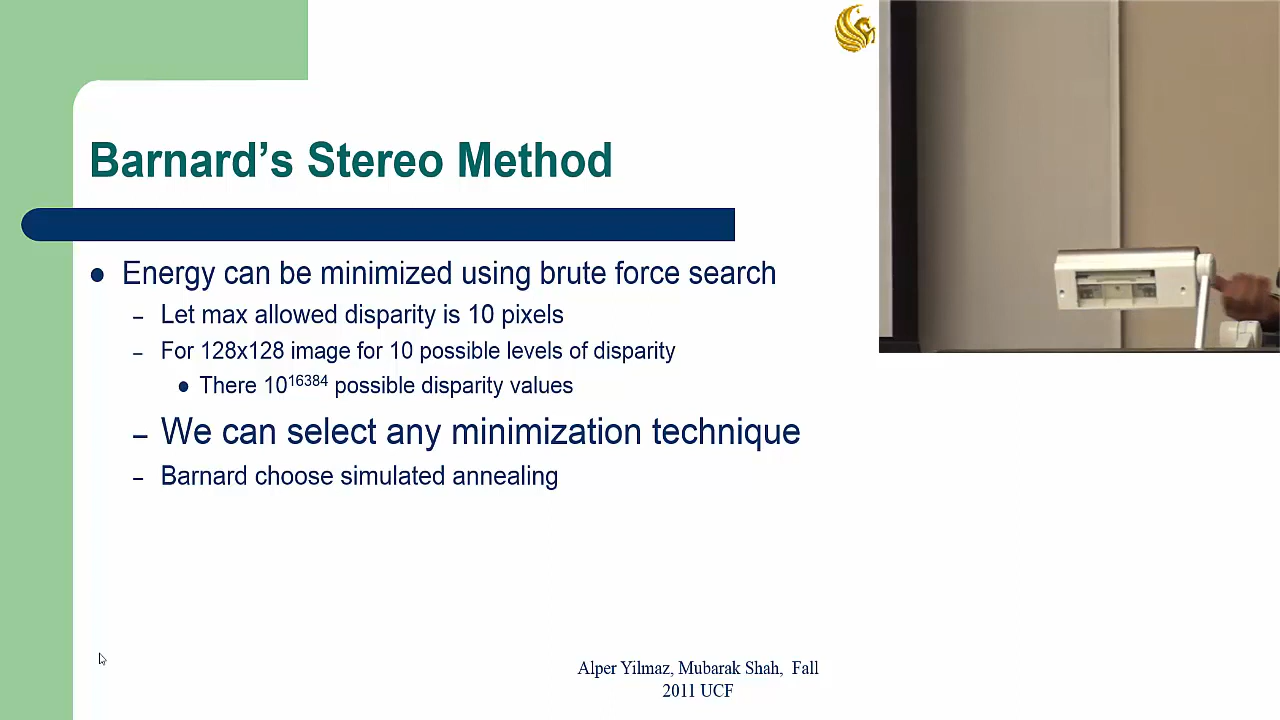 Barnard’s Stereo Method
● Energy can be minimized using brute force search
– Let max allowed disparity is 10 pixels
– For 128x128 image for 10 possible levels of disparity
● There 10¹⁶³⁸⁴ possible disparity values
– We can select any minimization technique
– Barnard choose simulated annealing
Alper Yilmaz, Mubarak Shah, Fall
2011 UCF